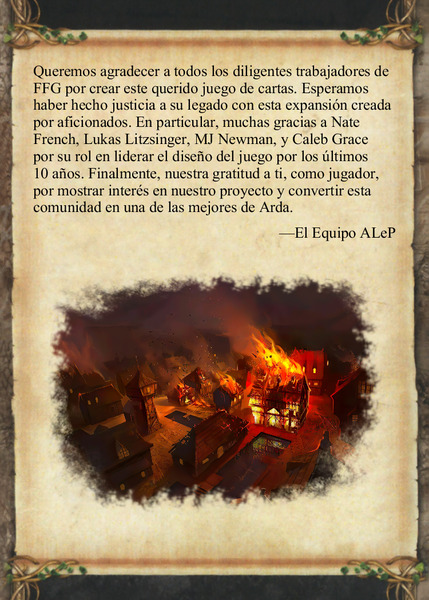 Queremos agradecer a todos los diligentes trabajadores de
FFG por crear este querido juego de cartas. Esperamos
haber hecho justicia a su legado con esta expansión creada
por aficionados. En particular, muchas gracias a Nate
French, Lukas Litzsinger, MJ Newman, y Caleb Grace
por su rol en liderar el diseño del juego por los últimos
10 años. Finalmente, nuestra gratitud a ti, como jugador,
por mostrar interés en nuestro proyecto y convertir esta
comunidad en una de las mejores de Arda.
—El Equipo ALeP